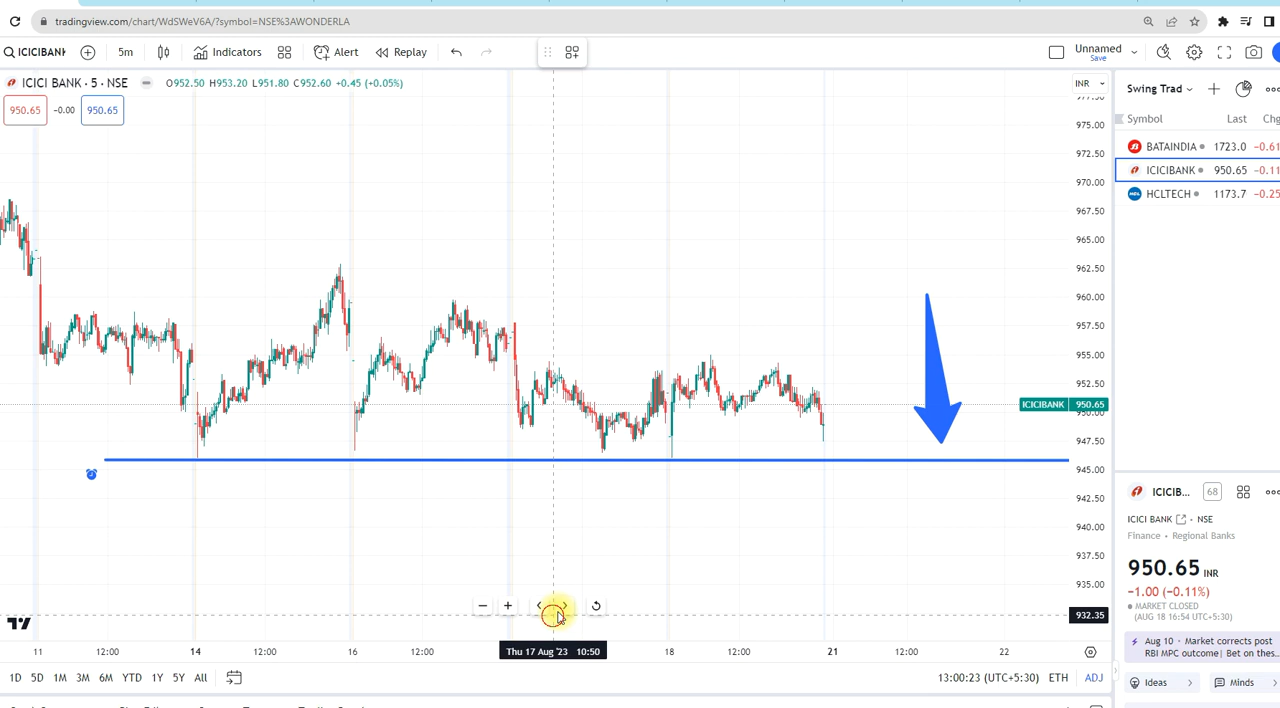 tradingview.com/chart/WdSWeV6A/?symbol=NSE%3AWONDERLA
ICICIBANK 5m Indicators Alert Replay Unnamed
Save
ICICI BANK · 5 · NSE O952.50 H953.20 L951.80 C952.60 +0.45 (+0.05%) INR Swing Trad
950.65 -0.00 950.65
Symbol Last Chg
BATAINDIA 1723.0 −0.61
ICICIBANK 950.65 −0.11
HCLTECH 1173.7 −0.25
977.50
975.00
972.50
970.00
967.50
965.00
962.50
960.00
957.50
955.00
952.50
ICICIBANK 950.65
950.00
947.50
945.00
942.50
940.00
937.50
935.00
932.35
ICICIB... 68
ICICI BANK · NSE
Finance · Regional Banks
950.65 INR
−1.00 (−0.11%)
MARKET CLOSED
(AUG 18 16:54 UTC+5:30)
Aug 10 · Market corrects post
RBI MPC outcome| Bet on thes...
11 12:00 14 12:00 16 12:00 Thu 17 Aug '23 10:50 18 12:00 21 12:00 22
1D 5D 1M 3M 6M YTD 1Y 5Y All 13:00:23 (UTC+5:30) ETH ADJ
Ideas Minds